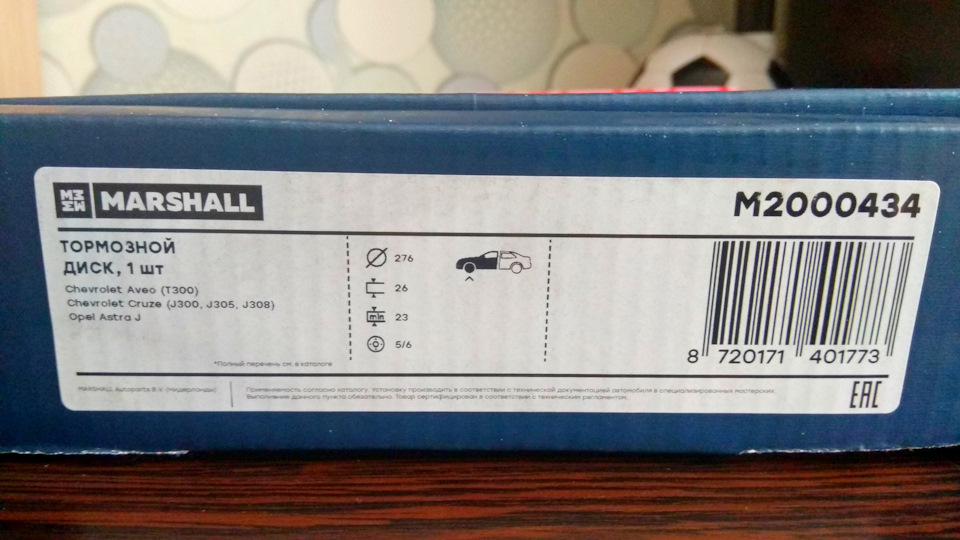 MARSHALL
M2000434
ТОРМОЗНОЙ
ДИСК, 1 шт
Chevrolet Aveo (T300)
Chevrolet Cruze (J300, J305, J308)
Opel Astra J
*Полный перечень см. в каталоге
276
26
min 23
5/6
8 720171 401773
MARSHALL Autoparts B.V. (Нидерланды)
Применяемость согласно каталогу. Установку производить в соответствии с технической документацией автомобиля в специализированных мастерских.
Выполнение данного пункта обязательно. Товар сертифицирован в соответствии с техническим регламентом.
EAC